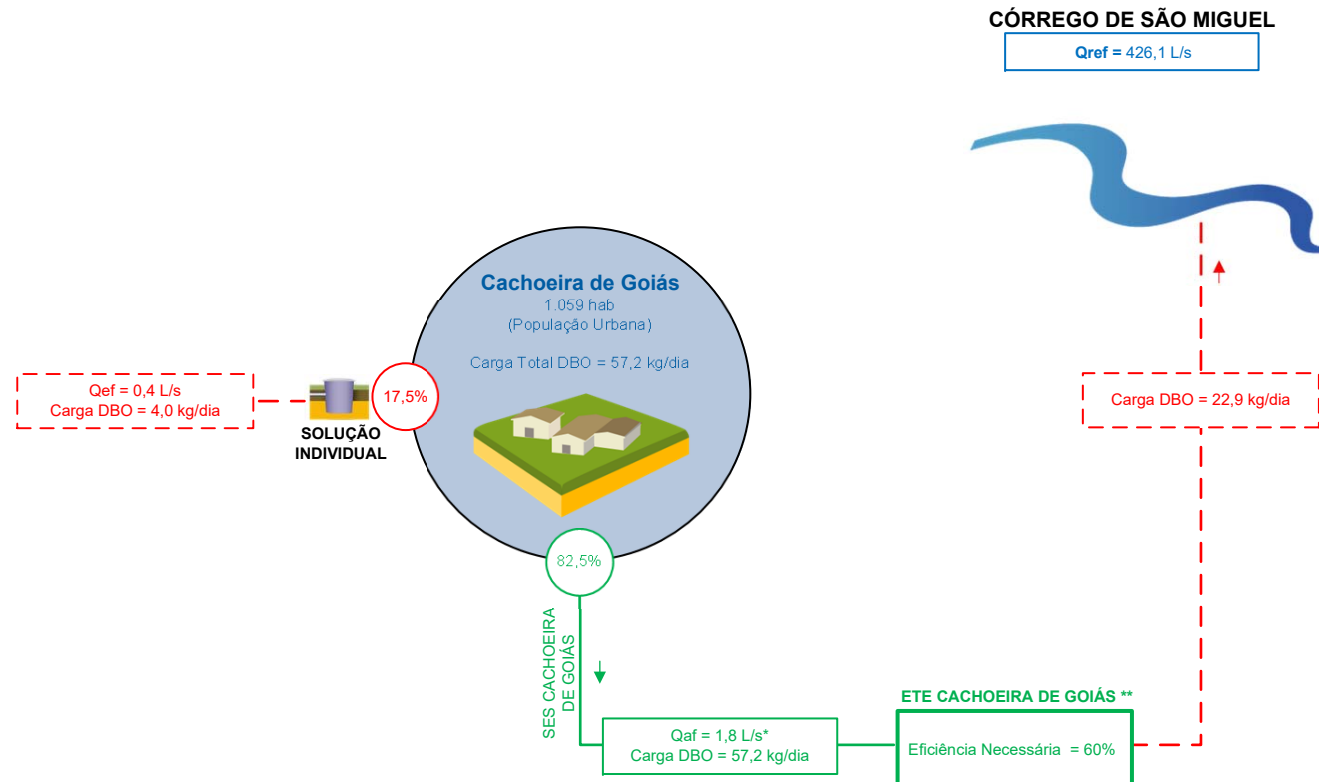 CÓRREGO DE SÃO MIGUEL
Qref = 426,1 L/s
Cachoeira de Goiás
1.059 hab
(População Urbana)
Carga Total DBO = 57,2 kg/dia
Qef = 0,4 L/s
Carga DBO = 4,0 kg/dia
17,5%
SOLUÇÃO
INDIVIDUAL
Carga DBO = 22,9 kg/dia
82,5%
SES CACHOEIRA
DE GOIÁS
Qaf = 1,8 L/s*
Carga DBO = 57,2 kg/dia
ETE CACHOEIRA DE GOIÁS **
Eficiência Necessária = 60%